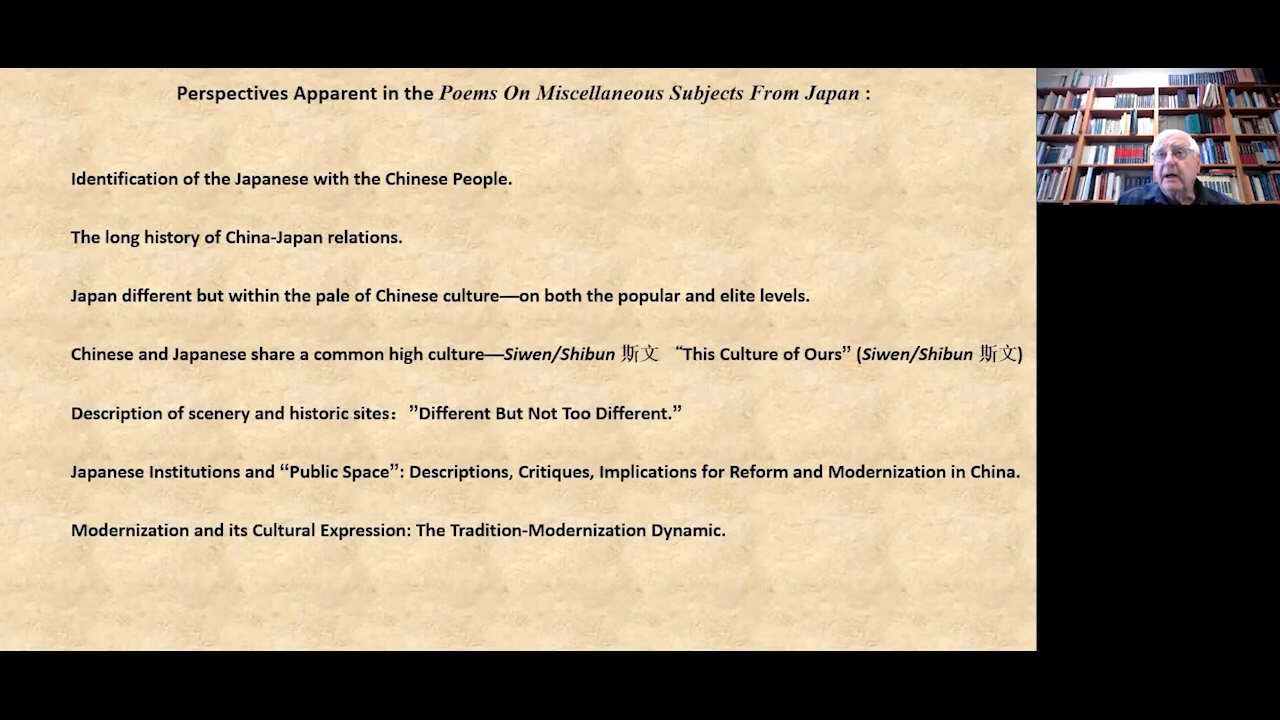 Perspectives Apparent in the Poems On Miscellaneous Subjects From Japan :
Identification of the Japanese with the Chinese People.
The long history of China-Japan relations.
Japan different but within the pale of Chinese culture—on both the popular and elite levels.
Chinese and Japanese share a common high culture—Siwen/Shibun 斯文 “This Culture of Ours” (Siwen/Shibun 斯文)
Description of scenery and historic sites：”Different But Not Too Different.”
Japanese Institutions and “Public Space”: Descriptions, Critiques, Implications for Reform and Modernization in China.
Modernization and its Cultural Expression: The Tradition-Modernization Dynamic.